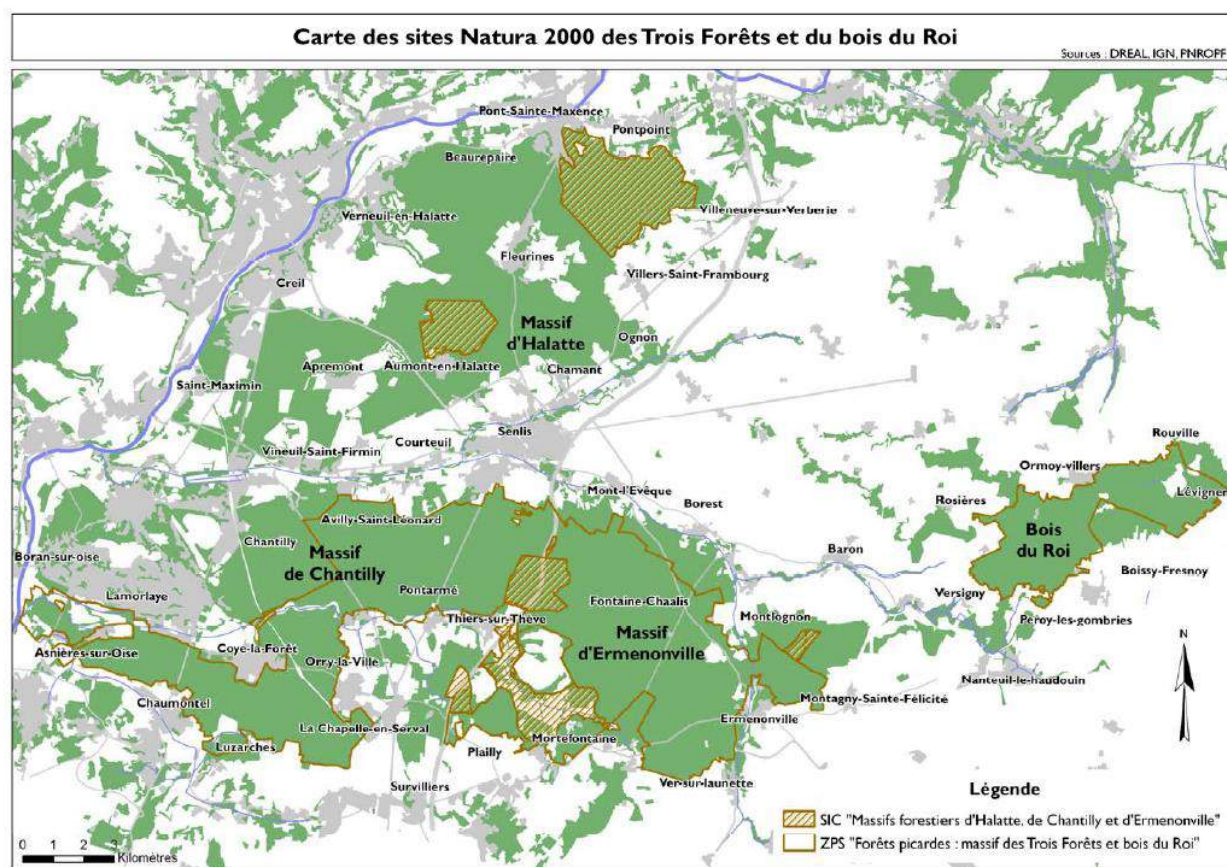 Carte des sites Natura 2000 des Trois Forêts et du bois du Roi
Sources : DREAL, IGN, PNROPF
Pont-Sainte-Maxence
Pontpoint
Beaurepaire
Verneuil-en-Halatte
Villeneuve-sur-Verberie
Fleurines
Villers-Saint-Frambourg
Creil
Massif
d'Halatte
Ognon
Apremont
Aumont-en-Halatte
Chamant
Saint-Maximin
Courteuil
Senlis
Vineuil-Saint-Firmin
Rouville
Ormoy-villers
Mont-l'Evêque
Borest
Rosières
Lévignen
Avilly-Saint-Léonard
Bois
du Roi
Chantilly
Massif
de Chantilly
Boran-sur-oise
Baron
Boissy-Fresnoy
Lamorlaye
Pontarmé
Fontaine-Chaalis
Versigny
Thiers-sur-Thève
Montlognon
Péroy-les-gombries
Massif
d'Ermenonville
Asnières-sur-Oise
Coye-la-Forêt
Orry-la-Ville
N
Nanteuil-le-haudouin
Montagny-Sainte-Félicité
Chaumontel
Ermenonville
La Chapelle-en-Serval
Luzarches
Plailly
Mortefontaine
Survilliers
Ver-sur-launette
Légende
SIC "Massifs forestiers d'Halatte, de Chantilly et d'Ermenonville"
ZPS "Forêts picardes : massif des Trois Forêts et bois du Roi"
0 1 2 3
Kilomètres